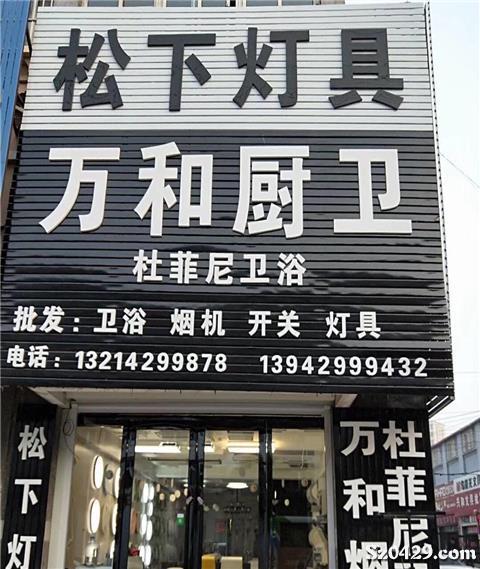 松下灯具
万和厨卫
杜菲尼卫浴
批发：卫浴 烟机 开关 灯具
电话：13214299878 13942999432
松下灯
万和烟
杜菲尼
S20429.com